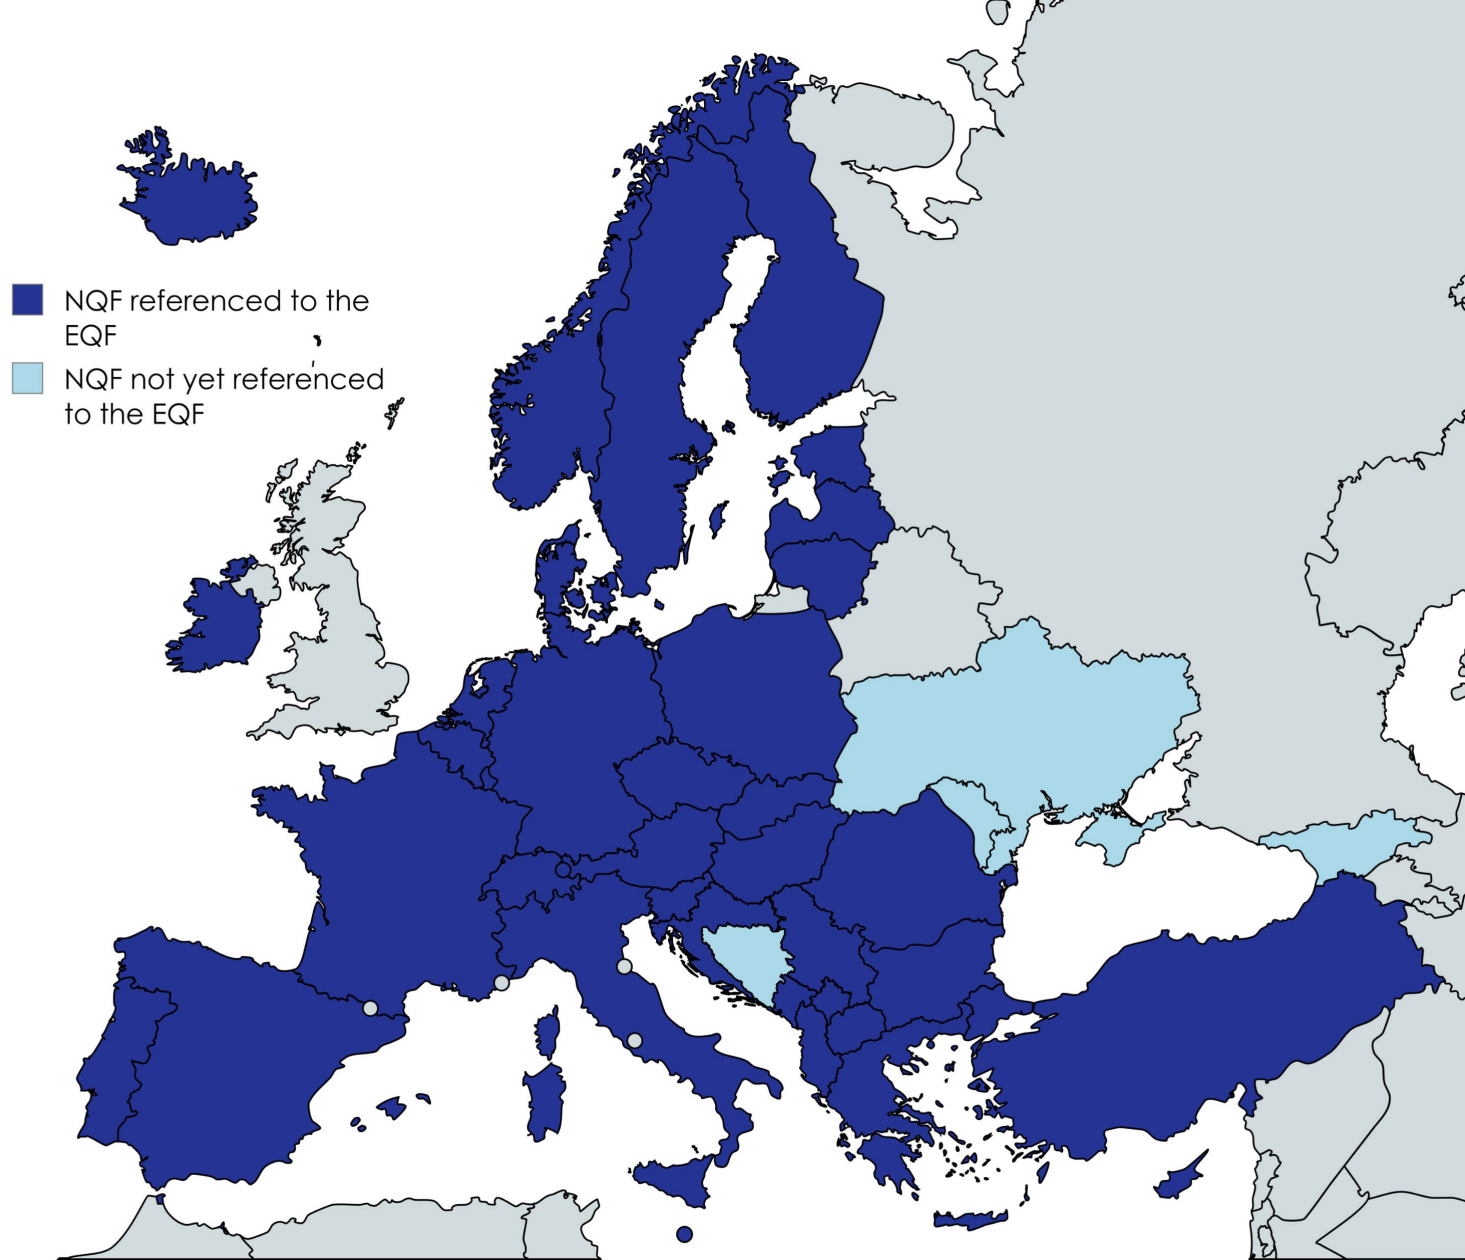 NQF referenced to the
EQF
NQF not yet referenced
to the EQF